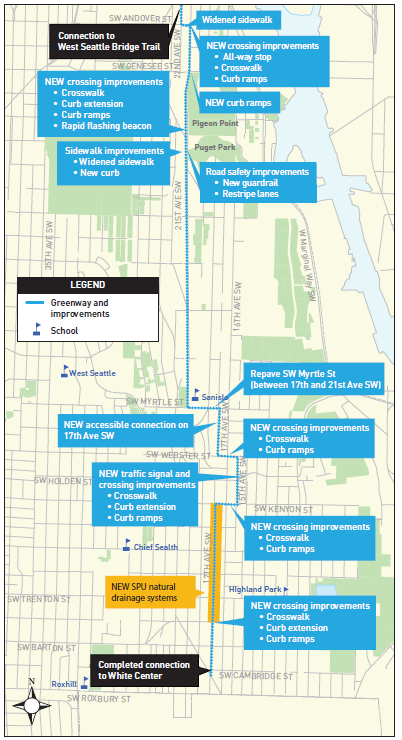 SW ANDOVER ST
Widened sidewalk
Connection to
West Seattle Bridge Trail
22ND AVE SW
NEW crossing improvements
• All-way stop
• Crosswalk
• Curb ramps
SW GENESEE ST
NEW crossing improvements
• Crosswalk
• Curb extension
• Curb ramps
• Rapid flashing beacon
NEW curb ramps
Pigeon Point
Puget Park
Sidewalk improvements
• Widened sidewalk
• New curb
Road safety improvements
• New guardrail
• Restripe lanes
21ST AVE SW
35TH AVE SW
W Marginal Way SW
16TH AVE SW
LEGEND
Greenway and
improvements
School
West Seattle
Repave SW Myrtle St
(between 17th and 21st Ave SW)
Sanislo
SW MYRTLE ST
17TH AVE SW
NEW accessible connection on
17th Ave SW
NEW crossing improvements
• Crosswalk
• Curb ramps
SW WEBSTER ST
NEW traffic signal and
crossing improvements
• Crosswalk
• Curb extension
• Curb ramps
15TH AVE SW
SW HOLDEN ST
SW KENYON ST
NEW crossing improvements
• Crosswalk
• Curb ramps
Chief Sealth
17TH AVE SW
NEW SPU natural
drainage systems
Highland Park
SW TRENTON ST
NEW crossing improvements
• Crosswalk
• Curb extension
• Curb ramps
SW BARTON ST
Completed connection
to White Center
SW CAMBRIDGE ST
Roxhill
SW ROXBURY ST
N